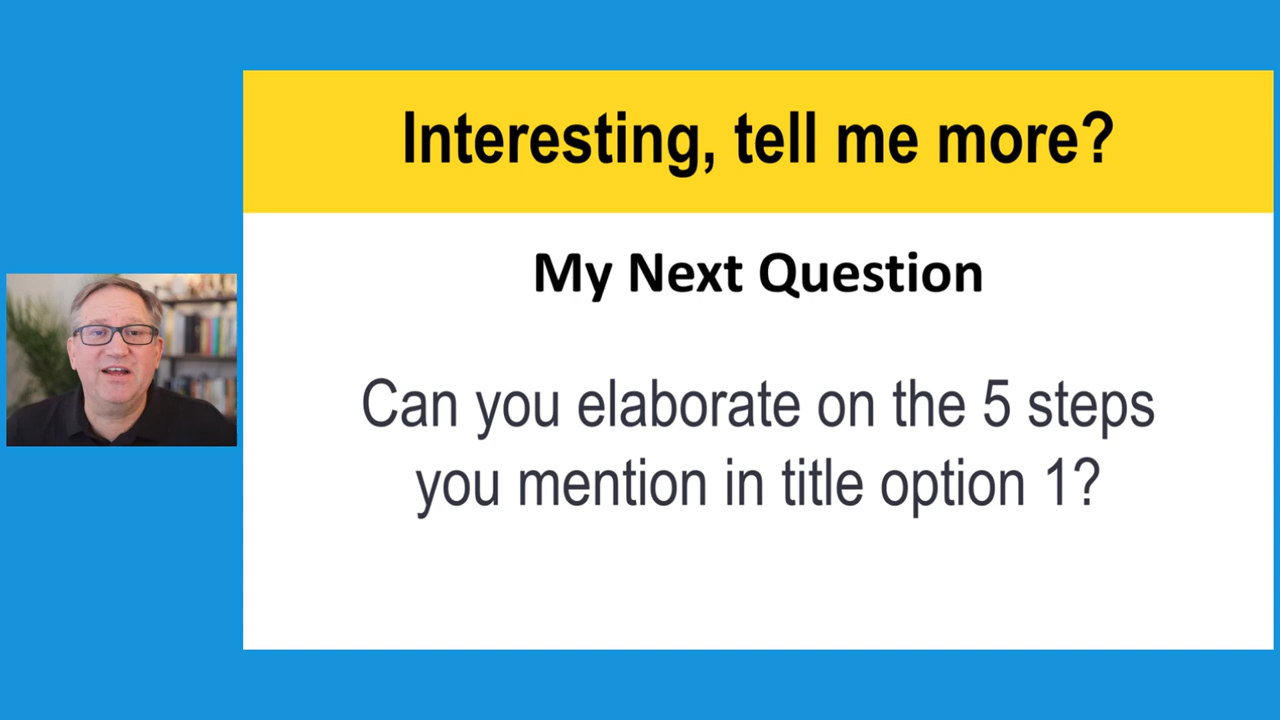 Interesting, tell me more?
My Next Question
Can you elaborate on the 5 steps
you mention in title option 1?